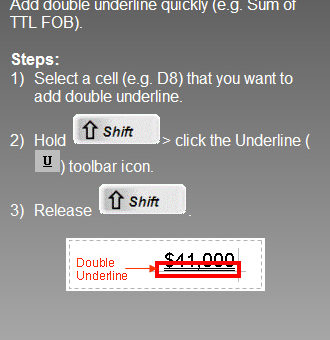 Add double underline quickly (e.g. Sum of
TTL FOB).
Steps:
1) Select a cell (e.g. D8) that you want to
add double underline.
2) Hold ⇧ Shift > click the Underline (
U ) toolbar icon.
3) Release ⇧ Shift .
Double
Underline
$41,000